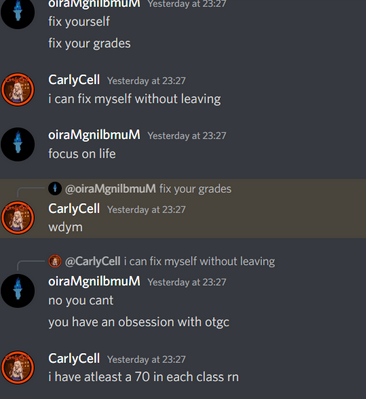 oiraMgnilbmuM Yesterday at 23:27
fix yourself
fix your grades
CarlyCell Yesterday at 23:27
i can fix myself without leaving
oiraMgnilbmuM Yesterday at 23:27
focus on life
@oiraMgnilbmuM fix your grades
CarlyCell Yesterday at 23:27
wdym
@CarlyCell i can fix myself without leaving
oiraMgnilbmuM Yesterday at 23:27
no you cant
you have an obsession with otgc
CarlyCell Yesterday at 23:27
i have atleast a 70 in each class rn